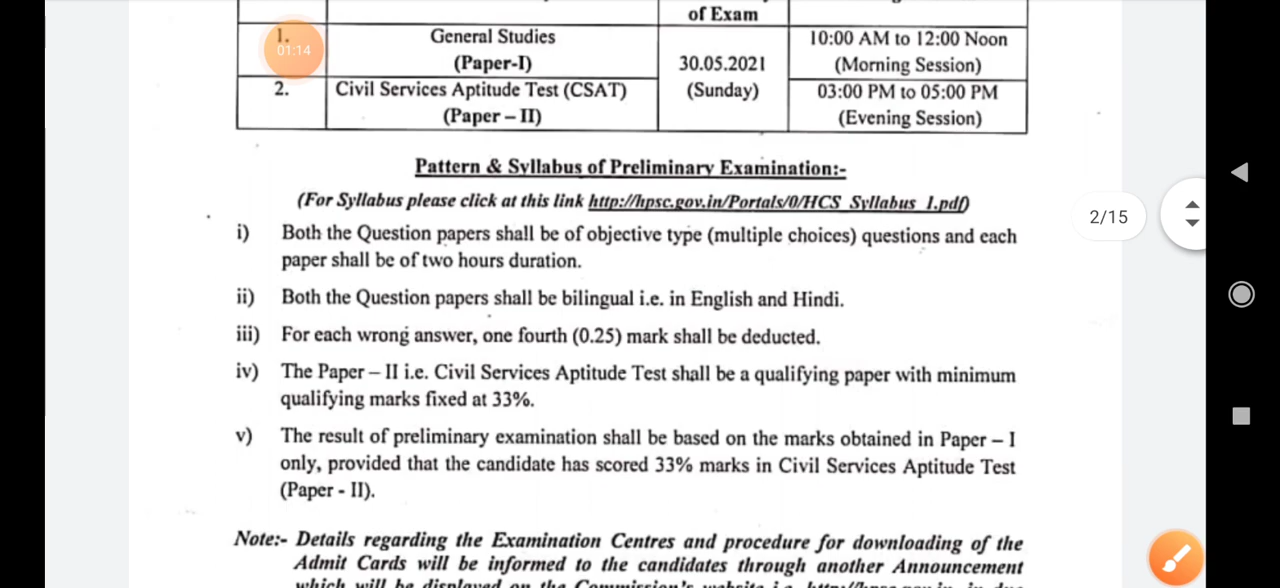 of Exam
1.
General Studies
(Paper-I)
30.05.2021
(Sunday)
10:00 AM to 12:00 Noon
(Morning Session)
01:14
2.
Civil Services Aptitude Test (CSAT)
(Paper – II)
03:00 PM to 05:00 PM
(Evening Session)
Pattern & Syllabus of Preliminary Examination:-
(For Syllabus please click at this link http://hpsc.gov.in/Portals/0/HCS_Syllabus_1.pdf)
2/15
i) Both the Question papers shall be of objective type (multiple choices) questions and each
paper shall be of two hours duration.
ii) Both the Question papers shall be bilingual i.e. in English and Hindi.
iii) For each wrong answer, one fourth (0.25) mark shall be deducted.
iv) The Paper – II i.e. Civil Services Aptitude Test shall be a qualifying paper with minimum
qualifying marks fixed at 33%.
v) The result of preliminary examination shall be based on the marks obtained in Paper – I
only, provided that the candidate has scored 33% marks in Civil Services Aptitude Test
(Paper - II).
Note:- Details regarding the Examination Centres and procedure for downloading of the
Admit Cards will be informed to the candidates through another Announcement
which will be displayed on the Commission's website i.e.